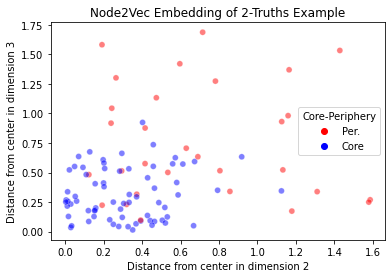 Node2Vec Embedding of 2-Truths Example
Distance from center in dimension 3
1.75
1.50
1.25
1.00
0.75
0.50
0.25
0.00
Core-Periphery
Per.
Core
0.0 0.2 0.4 0.6 0.8 1.0 1.2 1.4 1.6
Distance from center in dimension 2